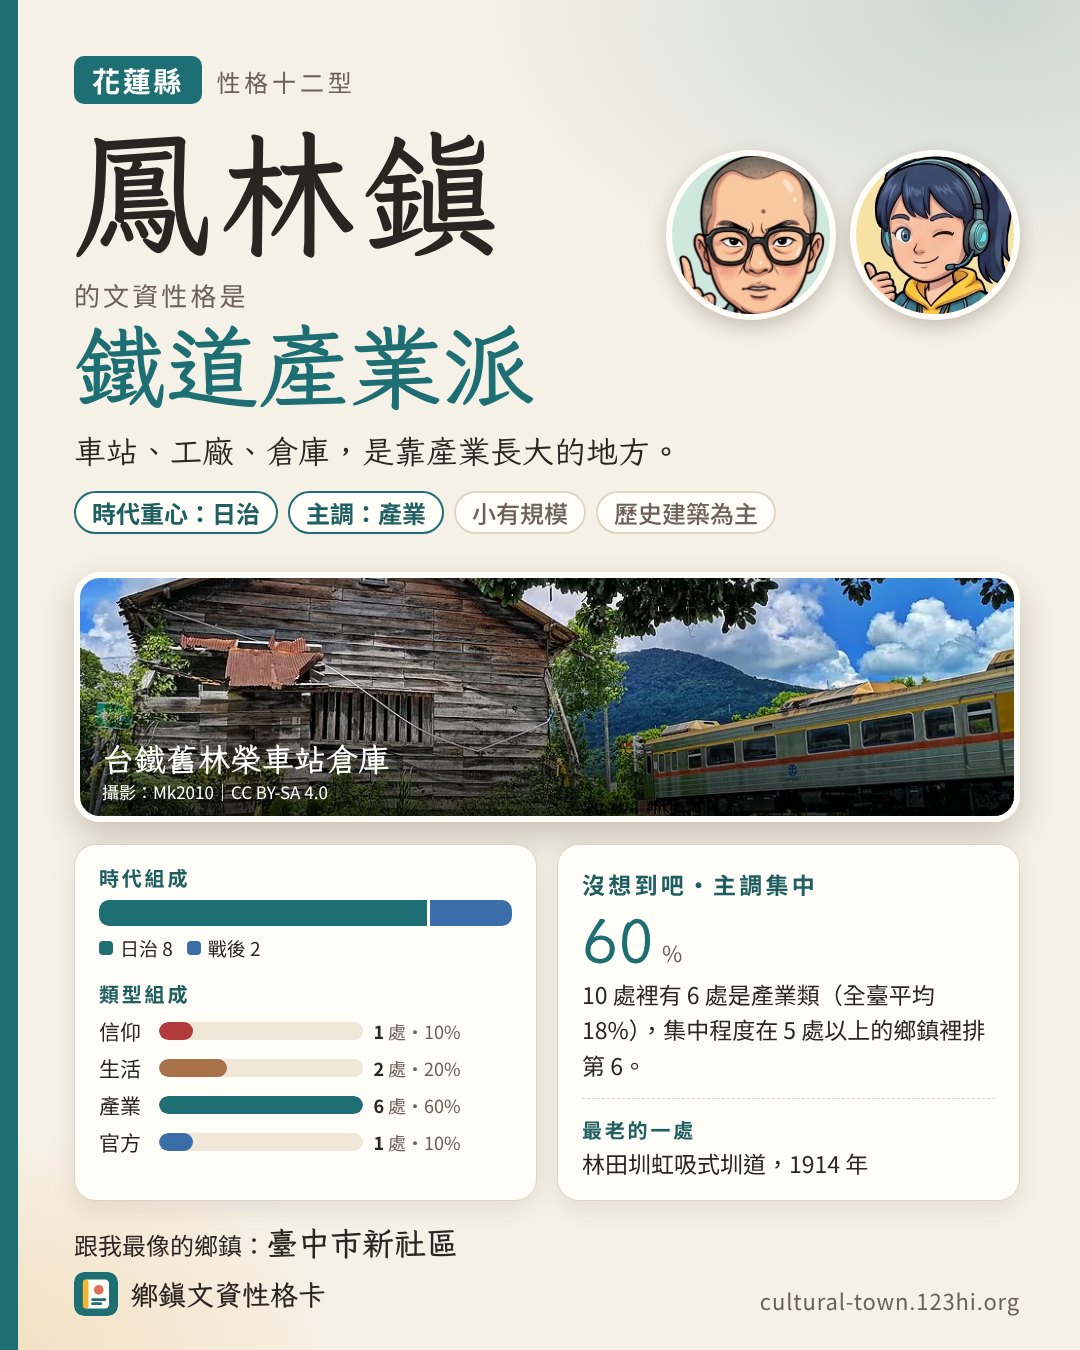 花蓮縣 性格十二型
鳳林鎮
的文資性格是
鐵道產業派
車站、工廠、倉庫，是靠產業長大的地方。
時代重心：日治 主調：產業 小有規模 歷史建築為主
台鐵舊林榮車站倉庫
攝影：Mk2010｜CC BY-SA 4.0
時代組成
日治 8 戰後 2
類型組成
信仰 1 處・10%
生活 2 處・20%
產業 6 處・60%
官方 1 處・10%
沒想到吧・主調集中
60 %
10 處裡有 6 處是產業類（全臺平均
18%），集中程度在 5 處以上的鄉鎮裡排
第 6。
最老的一處
林田圳虹吸式圳道，1914 年
跟我最像的鄉鎮：臺中市新社區
鄉鎮文資性格卡
cultural-town.123hi.org